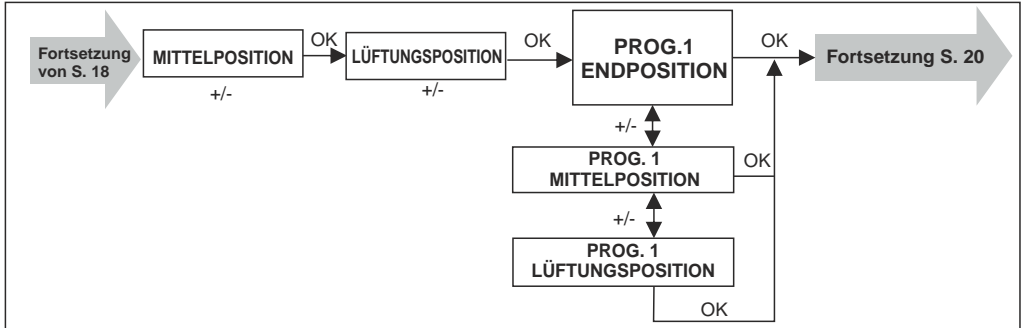 Fortsetzung
von S. 18
MITTELPOSITION
+/-
OK
LÜFTUNGSPOSITION
+/-
OK
PROG.1
ENDPOSITION
OK
Fortsetzung S. 20
+/-
PROG. 1
MITTELPOSITION
OK
+/-
PROG. 1
LÜFTUNGSPOSITION
OK